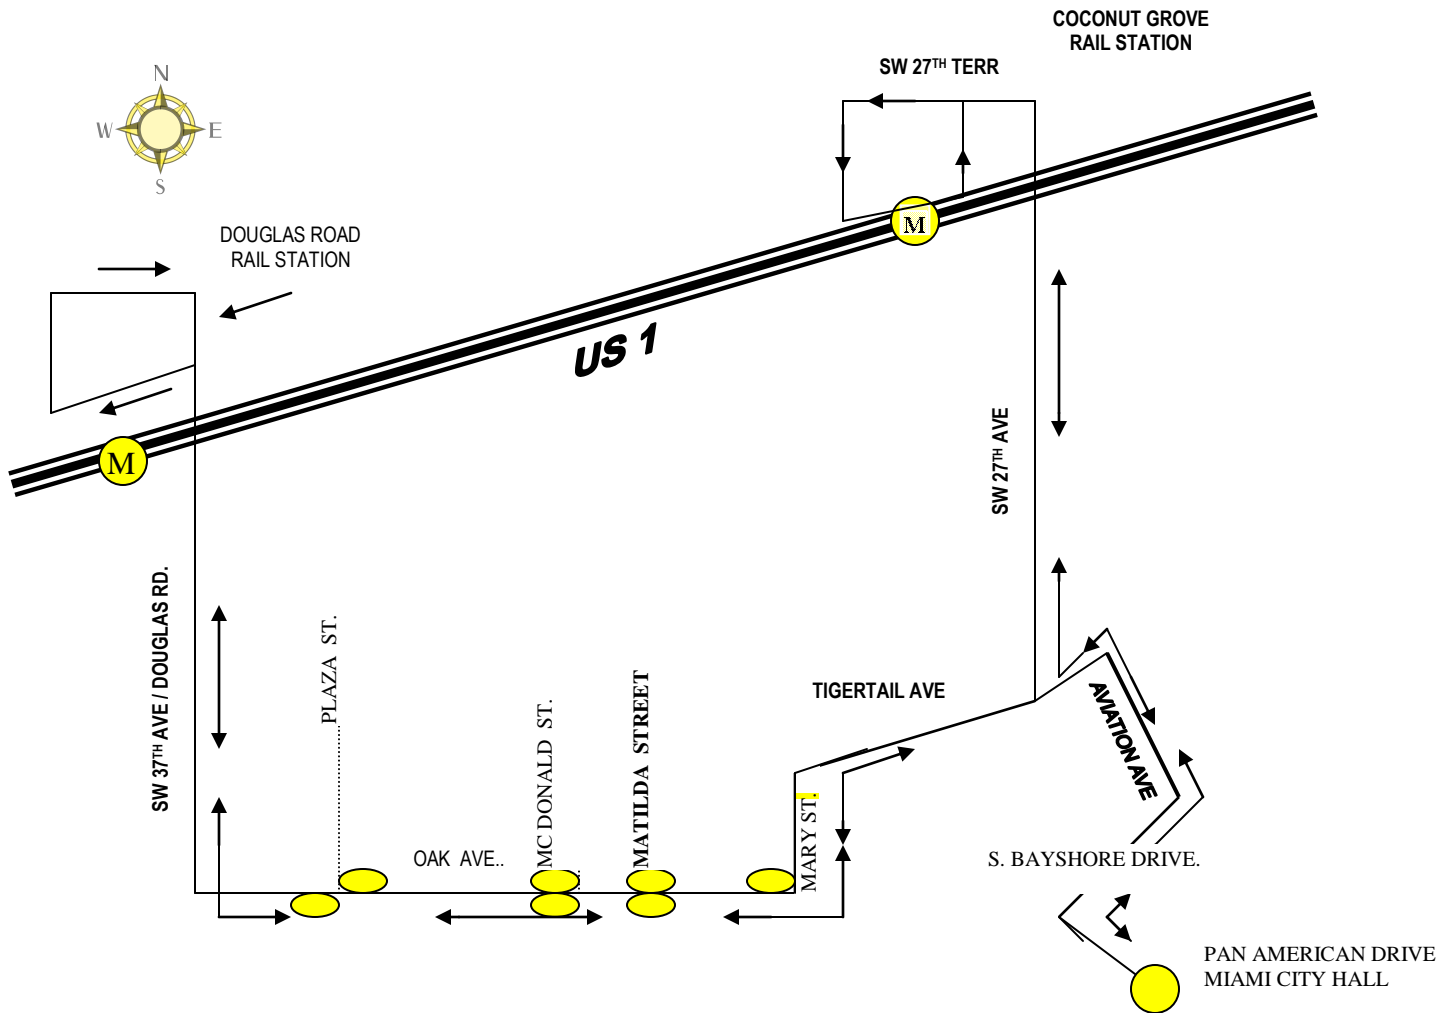 COCONUT GROVE
RAIL STATION
SW 27TH TERR
N
W
E
S
DOUGLAS ROAD
RAIL STATION
M
US 1
M
SW 27TH AVE
SW 37TH AVE / DOUGLAS RD.
PLAZA ST.
MC DONALD ST.
MATILDA STREET
TIGERTAIL AVE
AVIATION AVE
MARY ST.
OAK AVE..
S. BAYSHORE DRIVE.
PAN AMERICAN DRIVE
MIAMI CITY HALL